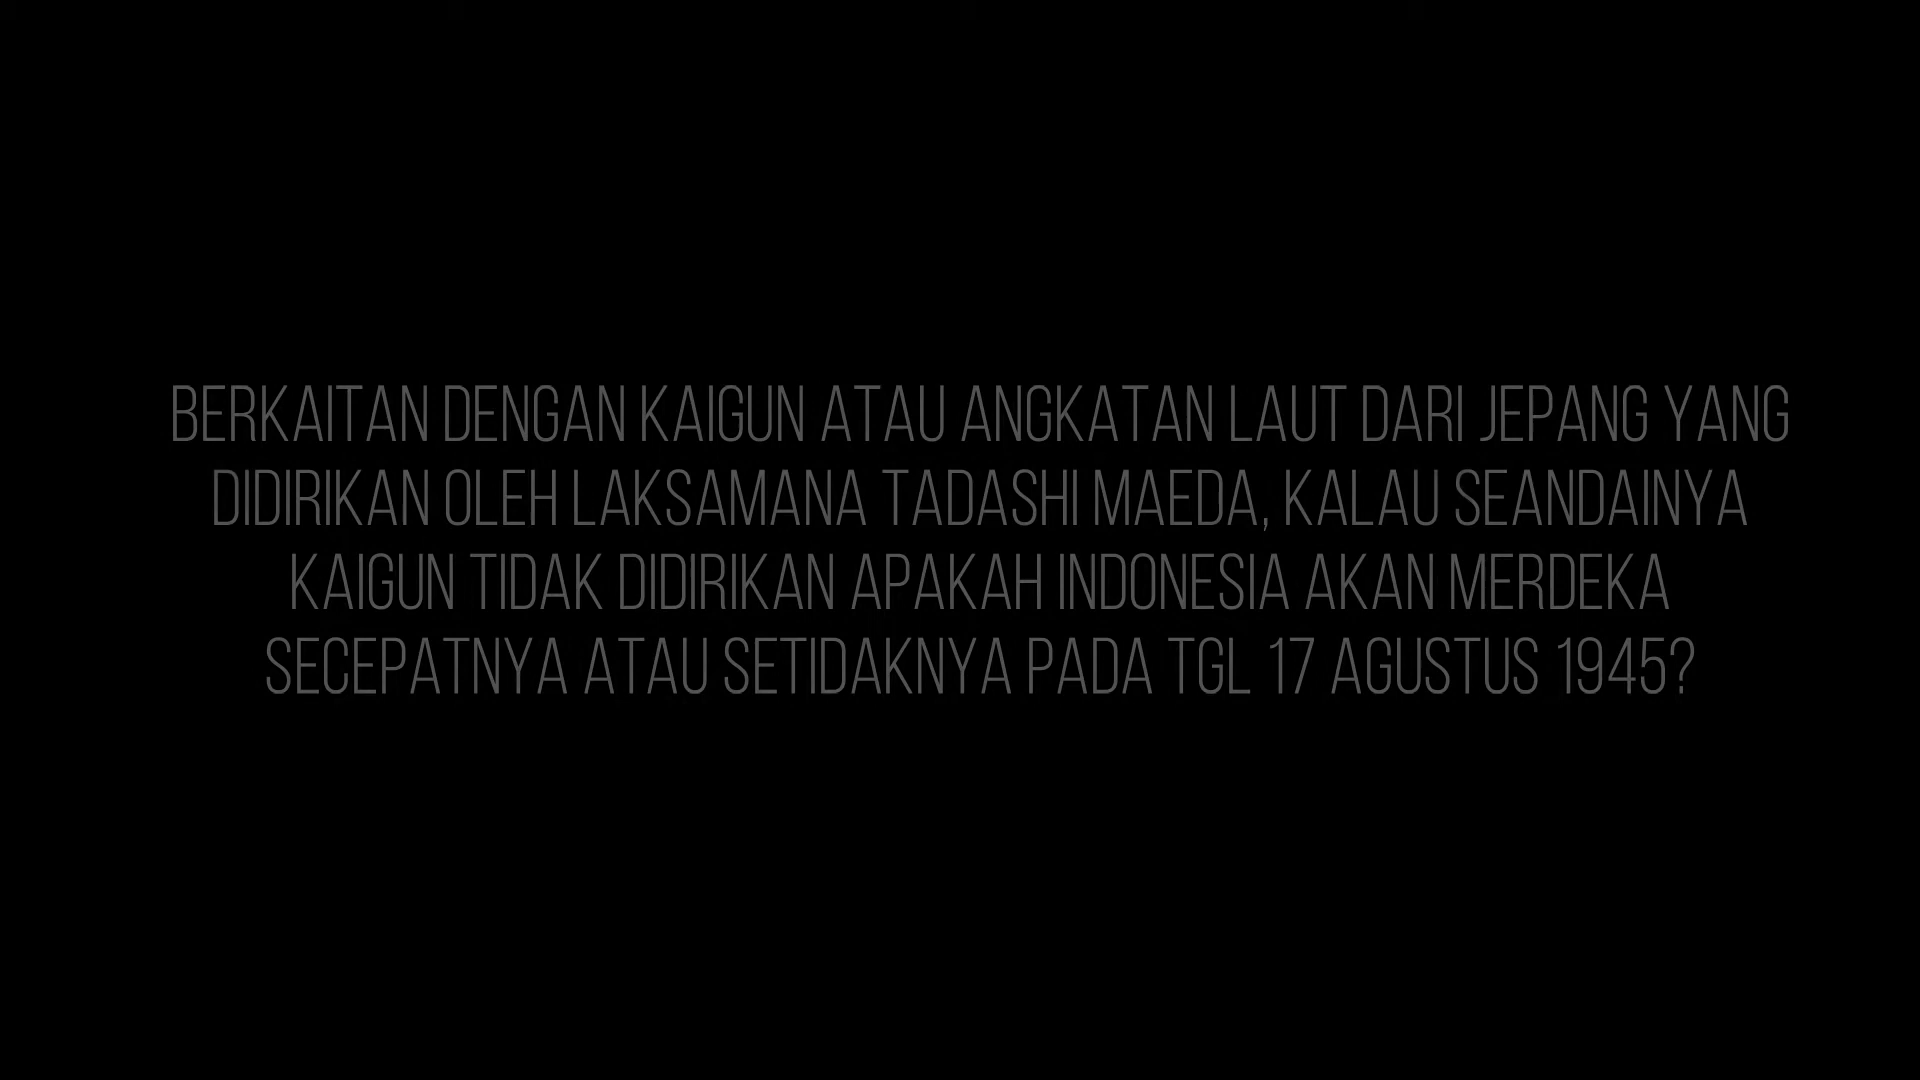 BERKAITAN DENGAN KAIGUN ATAU ANGKATAN LAUT DARI JEPANG YANG
DIDIRIKAN OLEH LAKSAMANA TADASHI MAEDA, KALAU SEANDAINYA
KAIGUN TIDAK DIDIRIKAN APAKAH INDONESIA AKAN MERDEKA
SECEPATNYA ATAU SETIDAKNYA PADA TGL 17 AGUSTUS 1945?